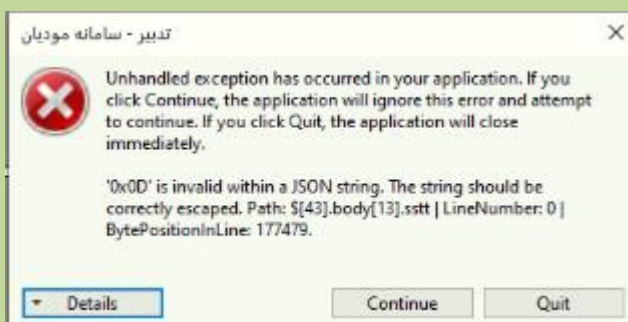 تدبیر - سامانه مودیان
Unhandled exception has occurred in your application. If you
click Continue, the application will ignore this error and attempt
to continue. If you click Quit, the application will close
immediately.
'0x0D' is invalid within a JSON string. The string should be
correctly escaped. Path: $[43].body[13].sstt | LineNumber: 0 |
BytePositionInLine: 177479.
Details
Continue
Quit